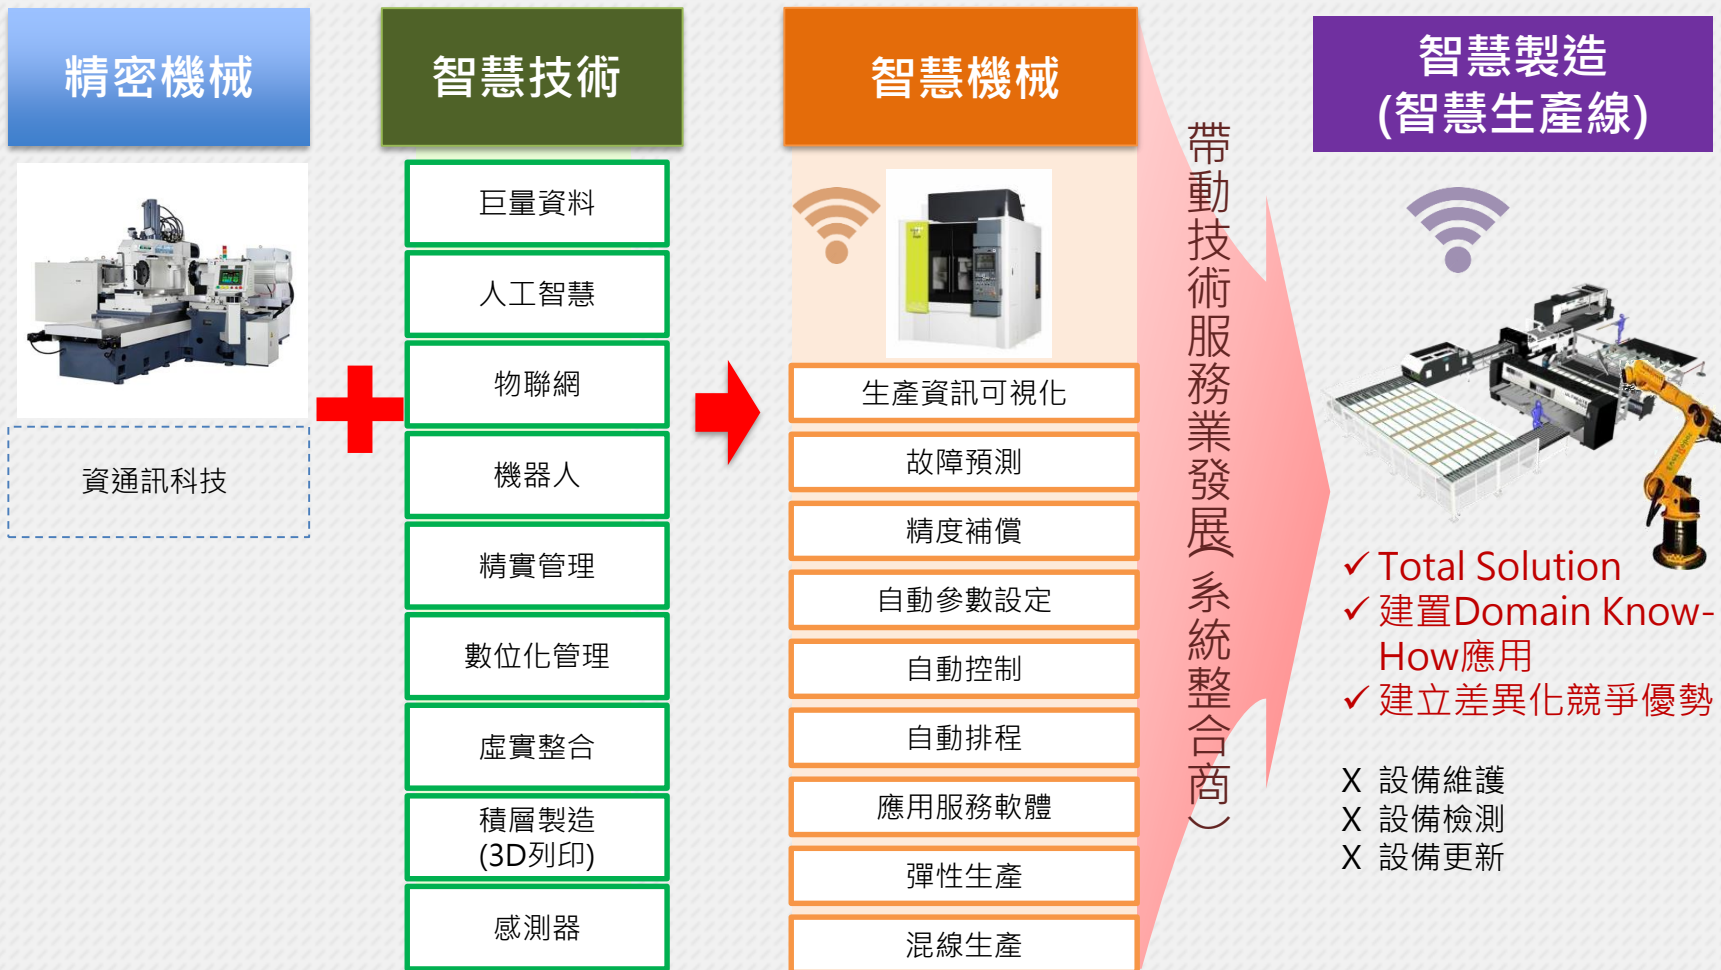 精密機械
資通訊科技
智慧技術
巨量資料
人工智慧
物聯網
機器人
精實管理
數位化管理
虛實整合
積層製造
(3D列印)
感測器
智慧機械
生產資訊可視化
故障預測
精度補償
自動參數設定
自動控制
自動排程
應用服務軟體
彈性生產
混線生產
帶動技術服務業發展(系統整合商)
智慧製造
(智慧生產線)
✓ Total Solution
✓ 建置Domain Know-
How應用
✓ 建立差異化競爭優勢
X 設備維護
X 設備檢測
X 設備更新